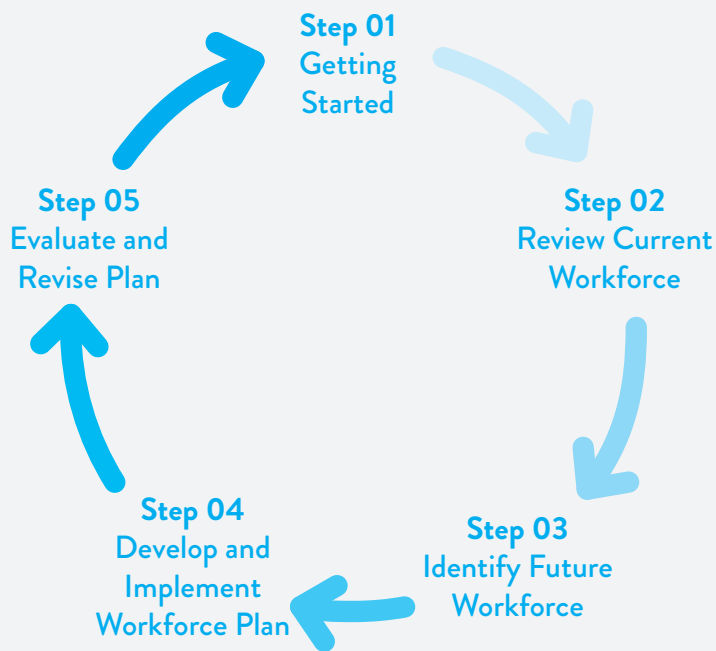 Step 01
Getting
Started
Step 02
Review Current
Workforce
Step 03
Identify Future
Workforce
Step 04
Develop and
Implement
Workforce Plan
Step 05
Evaluate and
Revise Plan